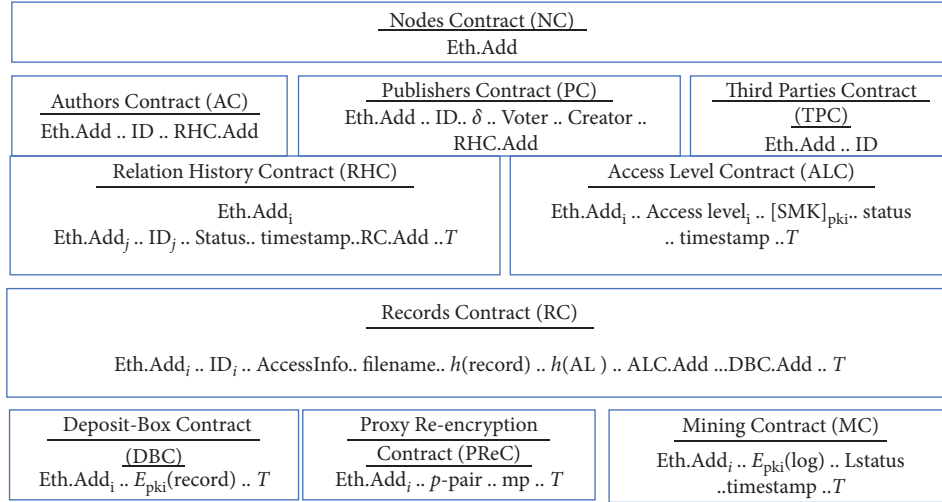 Nodes Contract (NC)
Eth.Add
Authors Contract (AC)
Eth.Add .. ID .. RHC.Add
Publishers Contract (PC)
Eth.Add .. ID.. δ .. Voter .. Creator ..
RHC.Add
Third Parties Contract
(TPC)
Eth.Add .. ID
Relation History Contract (RHC)
Eth.Addi
Eth.Addj .. IDj .. Status.. timestamp..RC.Add ..T
Access Level Contract (ALC)
Eth.Addi .. Access leveli .. [SMK]pki.. status
.. timestamp ..T
Records Contract (RC)
Eth.Addi .. IDi .. AccessInfo.. filename.. h(record) .. h(AL ) .. ALC.Add ...DBC.Add .. T
Deposit-Box Contract
(DBC)
Eth.Addi .. Epki(record) .. T
Proxy Re-encryption
Contract (PReC)
Eth.Addi .. p-pair .. mp .. T
Mining Contract (MC)
Eth.Addi .. Epki(log) .. Lstatus
..timestamp ..T